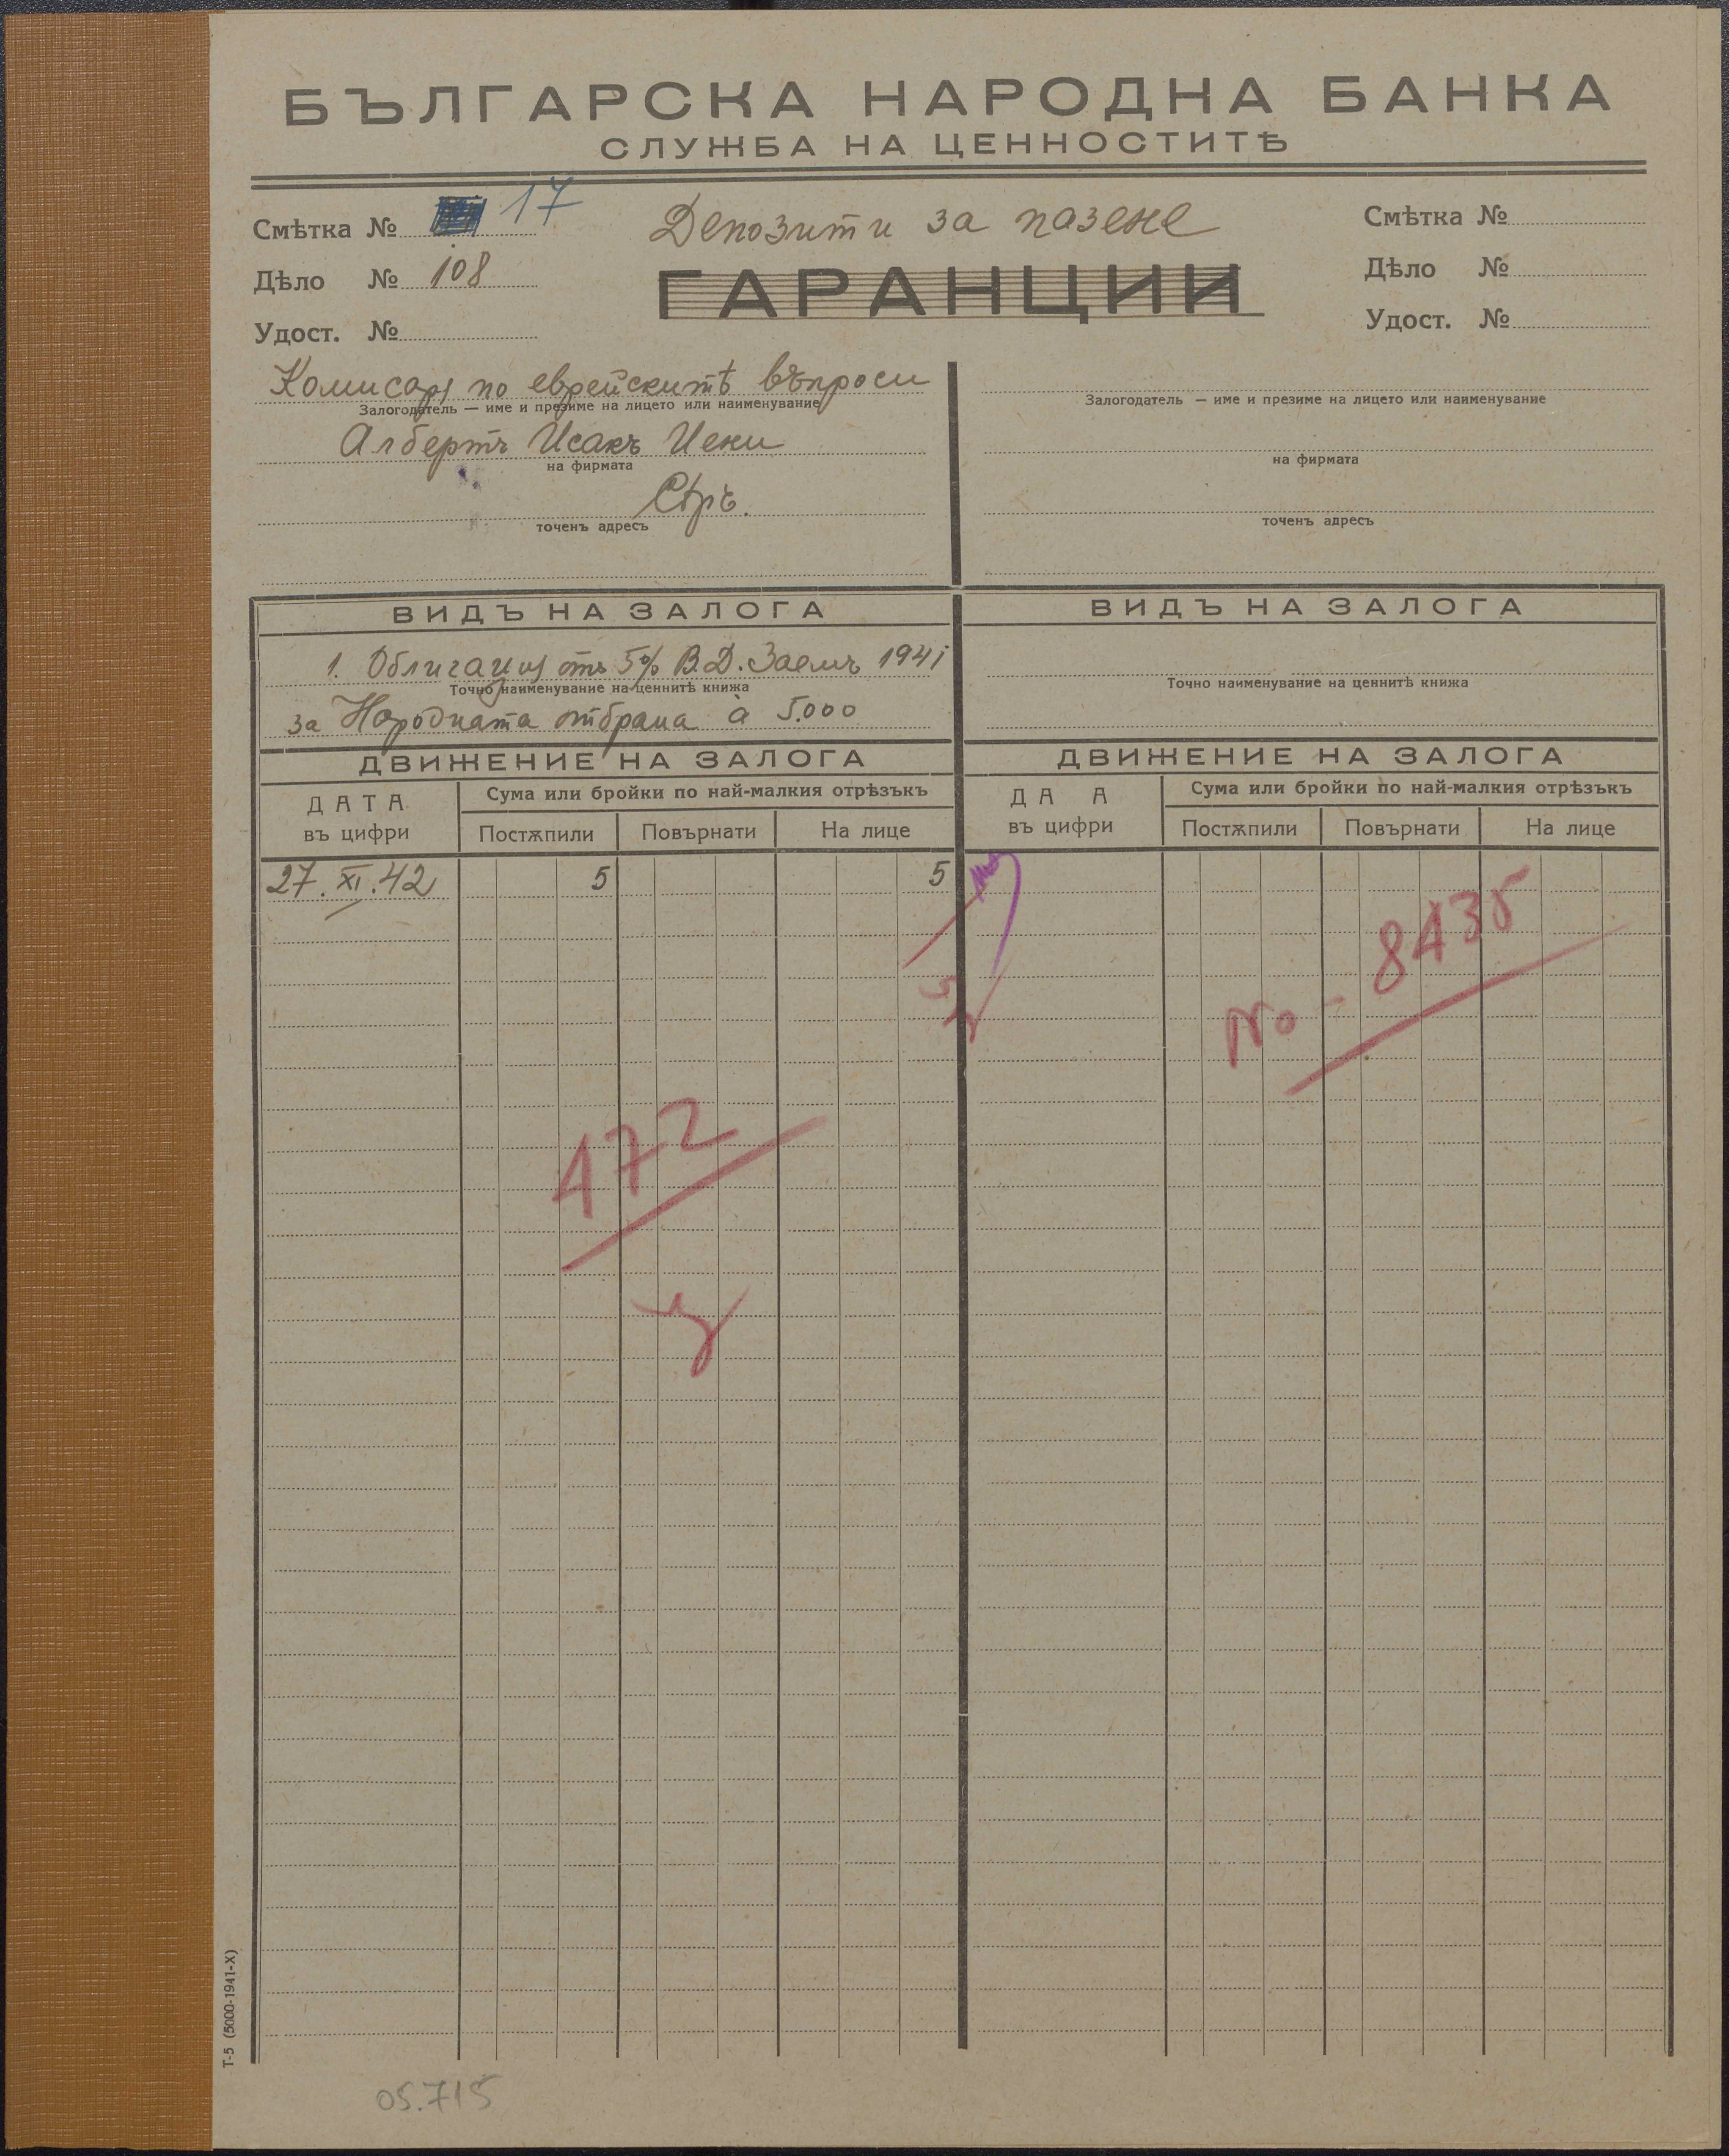 БЪЛГАРСКА НАРОДНА БАНКА
СЛУЖБА НА ЦЕННОСТИТѢ
Смѣтка № 17
Депозити за пазене
Смѣтка №
Дѣло № 108
ГАРАНЦИИ
Дѣло №
Удост. №
Удост. №
Комисаря по еврейскитѣ въпроси
Залогодатель — име и презиме на лицето или наименувание
Залогодатель — име и презиме на лицето или наименувание
Албертъ Исакъ
на фирмата
на фирмата
точенъ адресъ
точенъ адресъ
ВИДЪ НА ЗАЛОГА
ВИДЪ НА ЗАЛОГА
1. Облигации отъ 5% В.Д. Заемъ 1941
Точно наименувание на ценнитѣ книжа
Точно наименувание на ценнитѣ книжа
за Народната отбрана à 5.000
ДВИЖЕНИЕ НА ЗАЛОГА
ДВИЖЕНИЕ НА ЗАЛОГА
ДАТА въ цифри
Сума или бройки по най-малкия отрѣзъкъ
Постѫпили Повърнати На лице
ДА А въ цифри
Сума или бройки по най-малкия отрѣзъкъ
Постѫпили Повърнати На лице
27.XI.42 5 5
No - 8435
472
Т-5 (5000-1941-X)
05.715